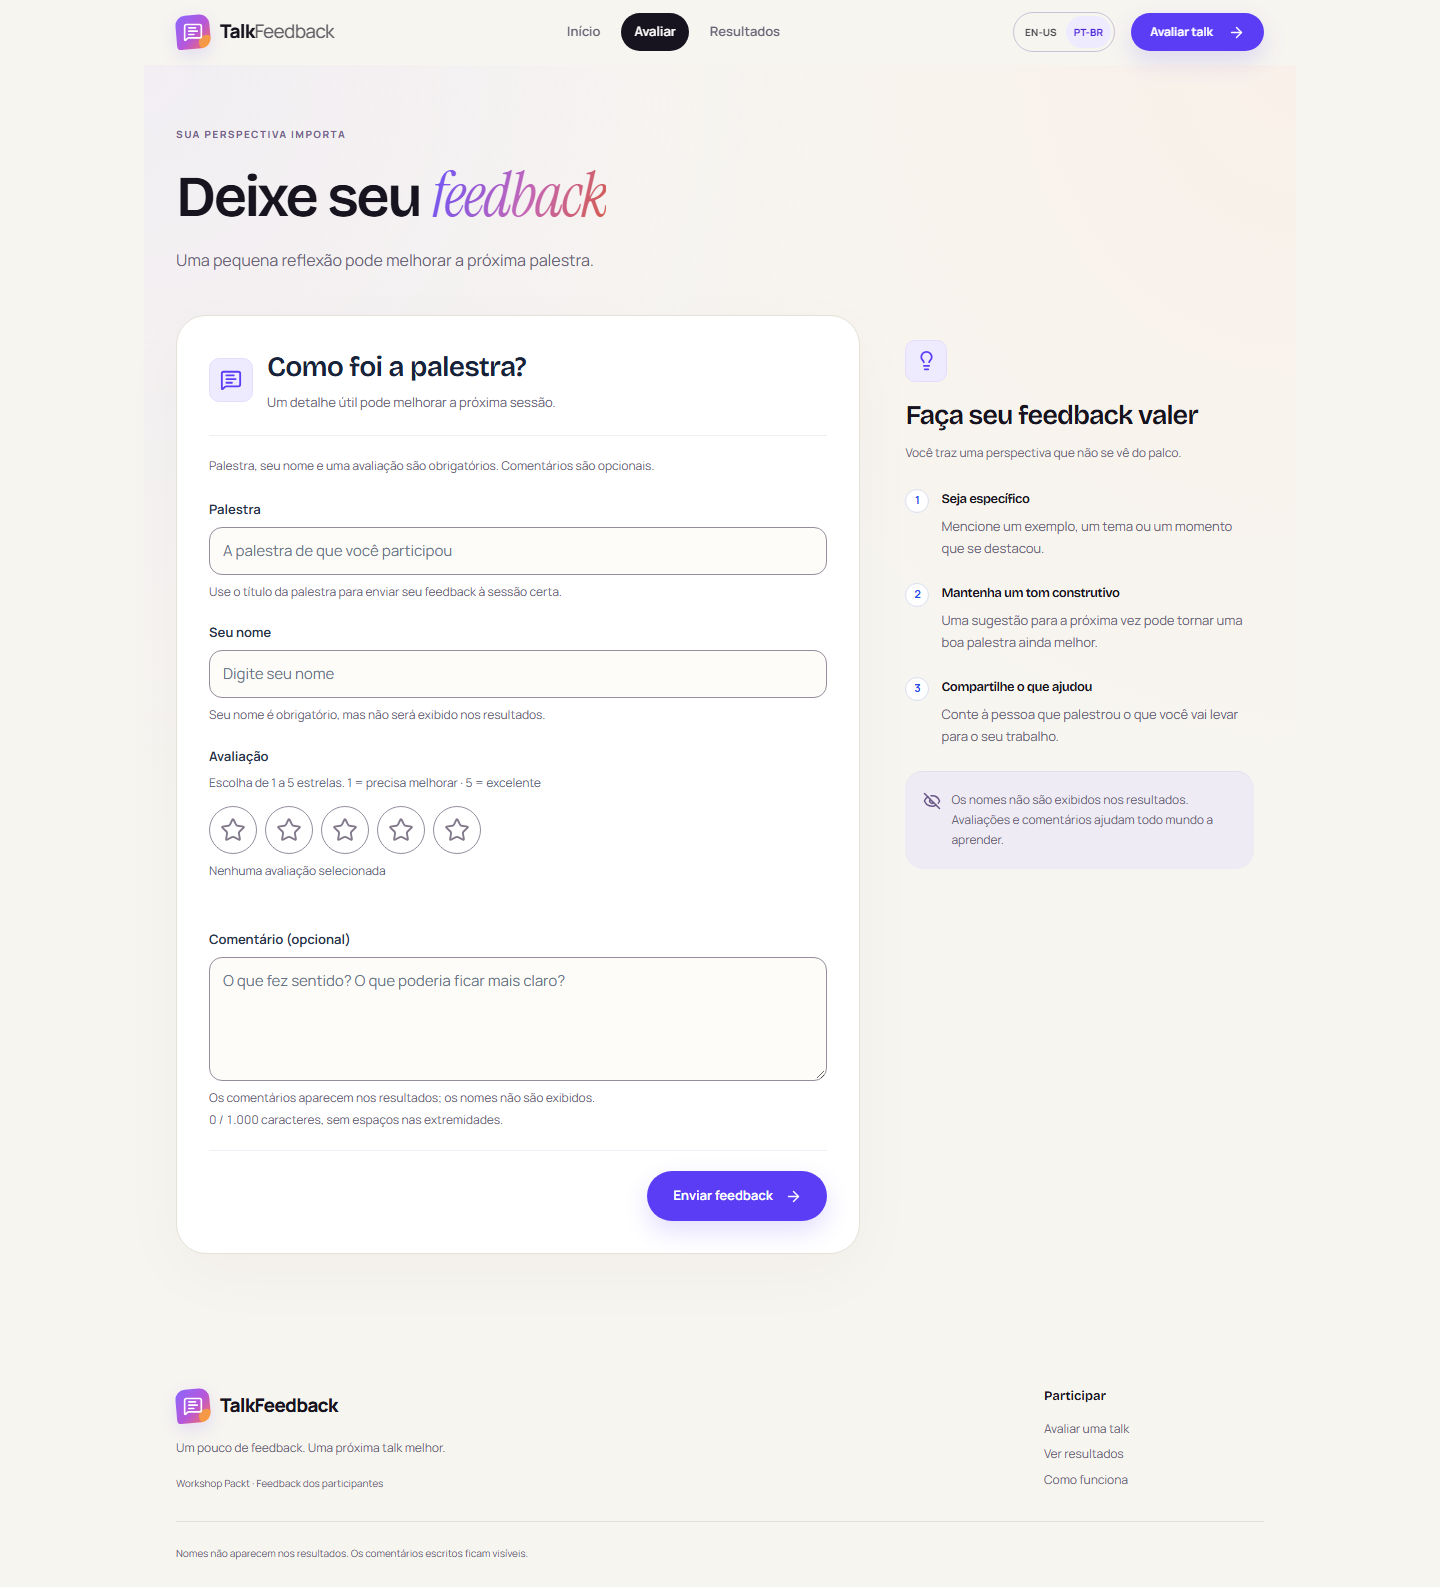 TalkFeedback
Início
Avaliar
Resultados
EN-US
PT-BR
Avaliar talk
SUA PERSPECTIVA IMPORTA
Deixe seu feedback
Uma pequena reflexão pode melhorar a próxima palestra.
Como foi a palestra?
Um detalhe útil pode melhorar a próxima sessão.
Palestra, seu nome e uma avaliação são obrigatórios. Comentários são opcionais.
Palestra
A palestra de que você participou
Use o título da palestra para enviar seu feedback à sessão certa.
Seu nome
Digite seu nome
Seu nome é obrigatório, mas não será exibido nos resultados.
Avaliação
Escolha de 1 a 5 estrelas. 1 = precisa melhorar · 5 = excelente
Nenhuma avaliação selecionada
Comentário (opcional)
O que fez sentido? O que poderia ficar mais claro?
Os comentários aparecem nos resultados; os nomes não são exibidos.
0 / 1.000 caracteres, sem espaços nas extremidades.
Enviar feedback
Faça seu feedback valer
Você traz uma perspectiva que não se vê do palco.
1
Seja específico
Mencione um exemplo, um tema ou um momento
que se destacou.
2
Mantenha um tom construtivo
Uma sugestão para a próxima vez pode tornar uma
boa palestra ainda melhor.
3
Compartilhe o que ajudou
Conte à pessoa que palestrou o que você vai levar
para o seu trabalho.
Os nomes não são exibidos nos resultados.
Avaliações e comentários ajudam todo mundo a
aprender.
TalkFeedback
Um pouco de feedback. Uma próxima talk melhor.
Workshop Packt · Feedback dos participantes
Participar
Avaliar uma talk
Ver resultados
Como funciona
Nomes não aparecem nos resultados. Os comentários escritos ficam visíveis.